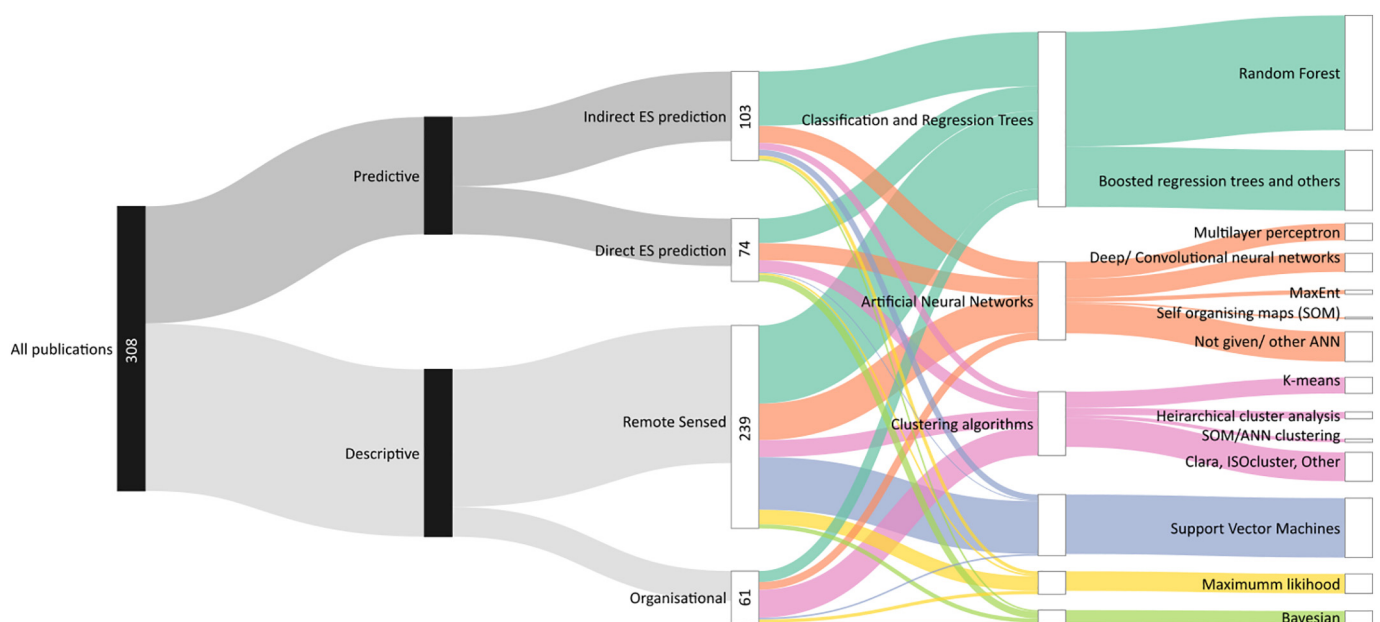 All publications
308
Predictive
Descriptive
Indirect ES prediction
103
Direct ES prediction
74
Remote Sensed
239
Organisational
61
Classification and Regression Trees
Artificial Neural Networks
Clustering algorithms
Random Forest
Boosted regression trees and others
Multilayer perceptron
Deep/ Convolutional neural networks
MaxEnt
Self organising maps (SOM)
Not given/ other ANN
K-means
Heirarchical cluster analysis
SOM/ANN clustering
Clara, ISOcluster, Other
Support Vector Machines
Maximumm likihood
Bayesian